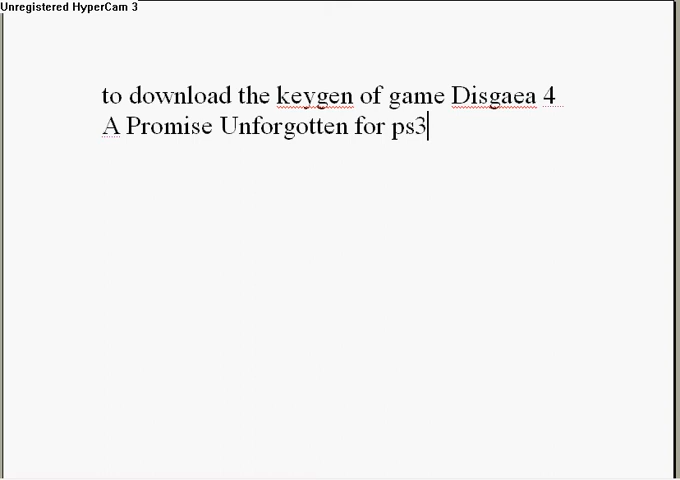 Unregistered HyperCam 3
to download the keygen of game Disgaea 4
A Promise Unforgotten for ps3